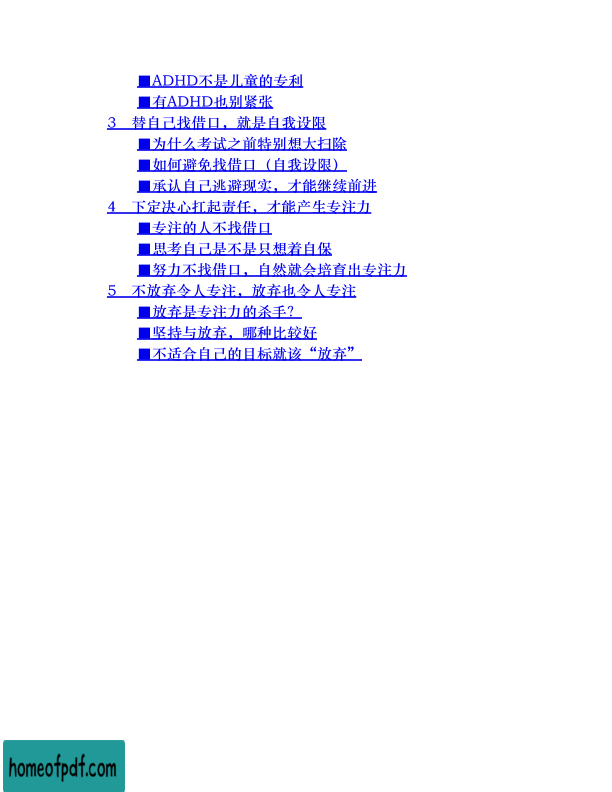 ■ADHD不是儿童的专利
■有ADHD也别紧张
3　替自己找借口，就是自我设限
■为什么考试之前特别想大扫除
■如何避免找借口（自我设限）
■承认自己逃避现实，才能继续前进
4　下定决心扛起责任，才能产生专注力
■专注的人不找借口
■思考自己是不是只想着自保
■努力不找借口，自然就会培育出专注力
5　不放弃令人专注，放弃也令人专注
■放弃是专注力的杀手？
■坚持与放弃，哪种比较好
■不适合自己的目标就该“放弃”
homeofpdf.com